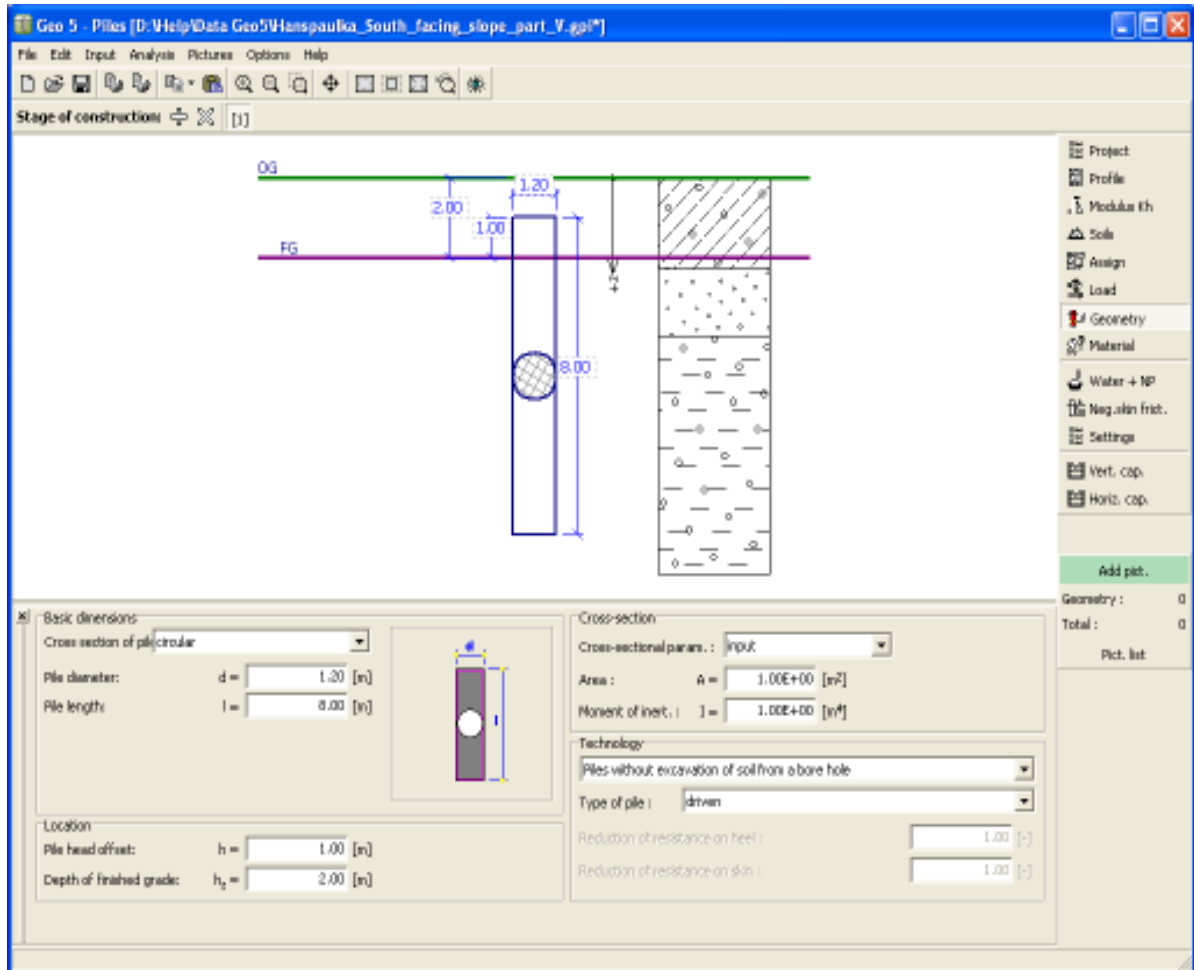 Geo 5 - Piles [D:\Help\Data Geo5\Hanspaulka_South_facing_slope_part_V.gpi*]
File Edit Input Analysis Pictures Options Help
Stage of construction: [1]
OG
1.20
2.00
1.00
FG
+z
8.00
Project
Profile
Modulus Kh
Soils
Assign
Load
Geometry
Material
Water + NP
Neg.skin frict.
Settings
Vert. cap.
Horiz. cap.
Add pict.
Geometry : 0
Total : 0
Pict. list
Basic dimensions
Cross section of pile circular
Pile diameter: d = 1.20 [m]
Pile length: l = 8.00 [m]
d
l
Location
Pile head offset: h = 1.00 [m]
Depth of finished grade: hz = 2.00 [m]
Cross-section
Cross-sectional param. : input
Area : A = 1.00E+00 [m2]
Moment of inert. : I = 1.00E+00 [m4]
Technology
Piles without excavation of soil from a bore hole
Type of pile : driven
Reduction of resistance on heel : 1.00 [-]
Reduction of resistance on skin : 1.00 [-]